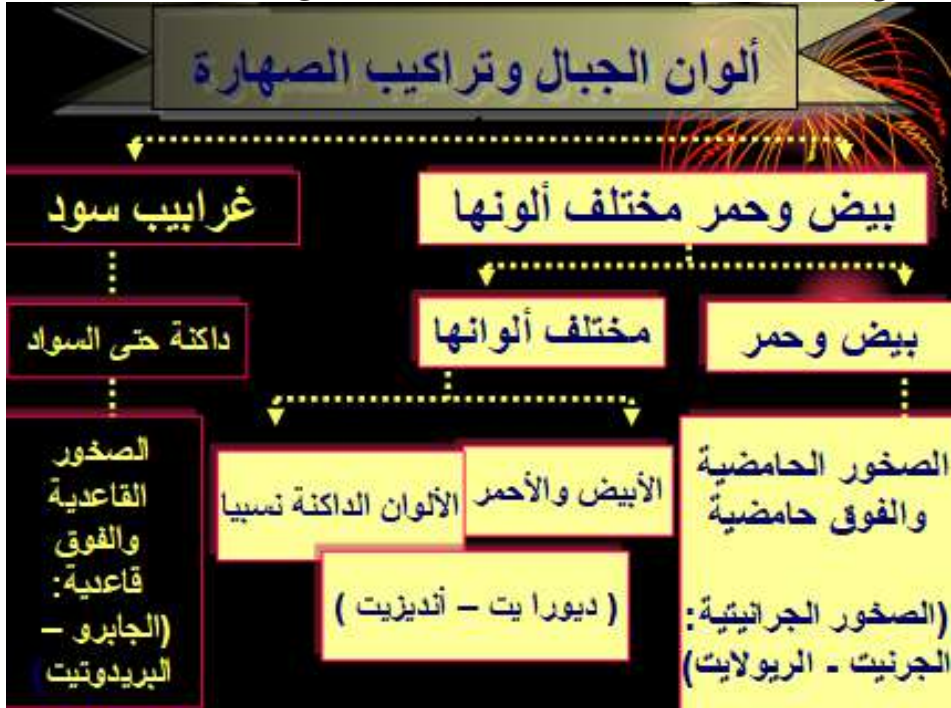 ألوان الجبال وتراكيب الصهارة
بيض وحمر مختلف ألونها
غرابيب سود
بيض وحمر
مختلف ألوانها
داكنة حتى السواد
الصخور الحامضية
والفوق حامضية
(الصخور الجرانيتية:
الجرنيت - الريولايت)
الأبيض والأحمر
الألوان الداكنة نسبيا
( ديورا يت – أنديزيت )
الصخور
القاعدية
والفوق
قاعدية:
(الجابرو –
البريدوتيت)